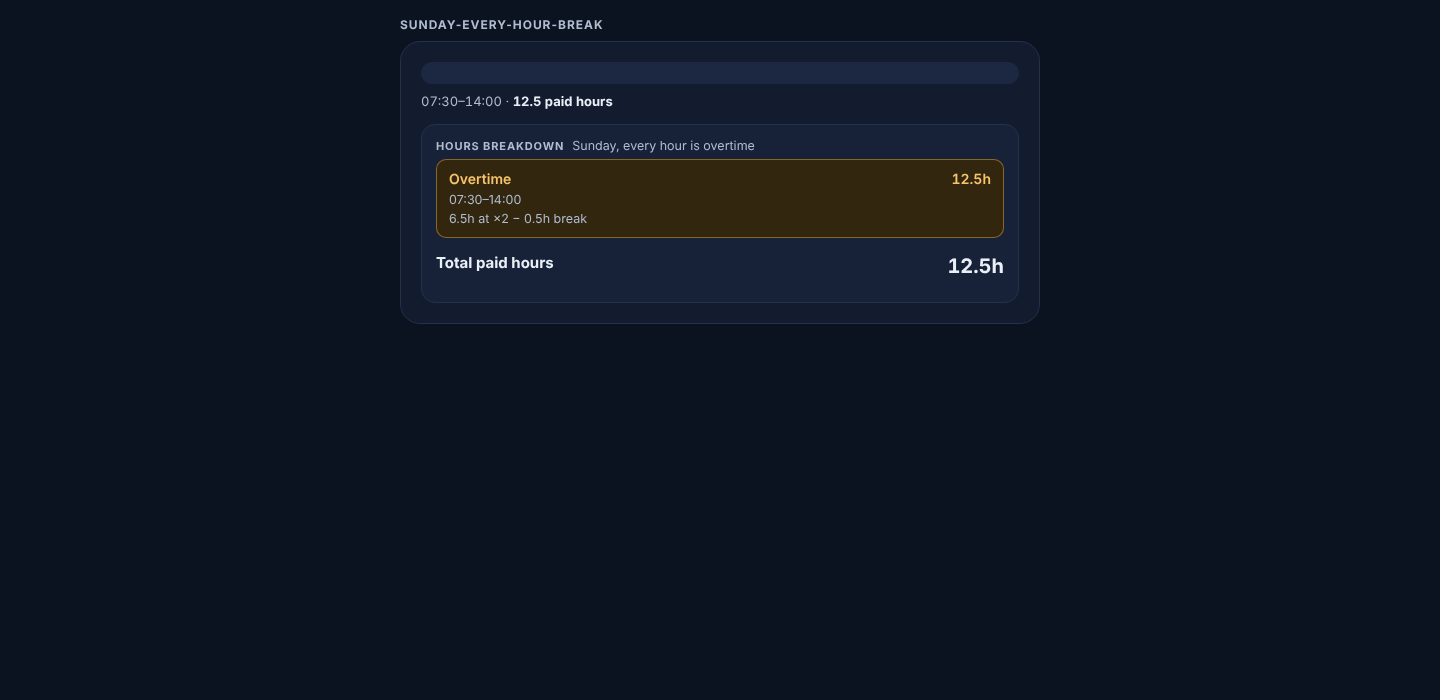 SUNDAY-EVERY-HOUR-BREAK
07:30–14:00 · 12.5 paid hours
HOURS BREAKDOWN Sunday, every hour is overtime
Overtime 12.5h
07:30–14:00
6.5h at ×2 − 0.5h break
Total paid hours 12.5h